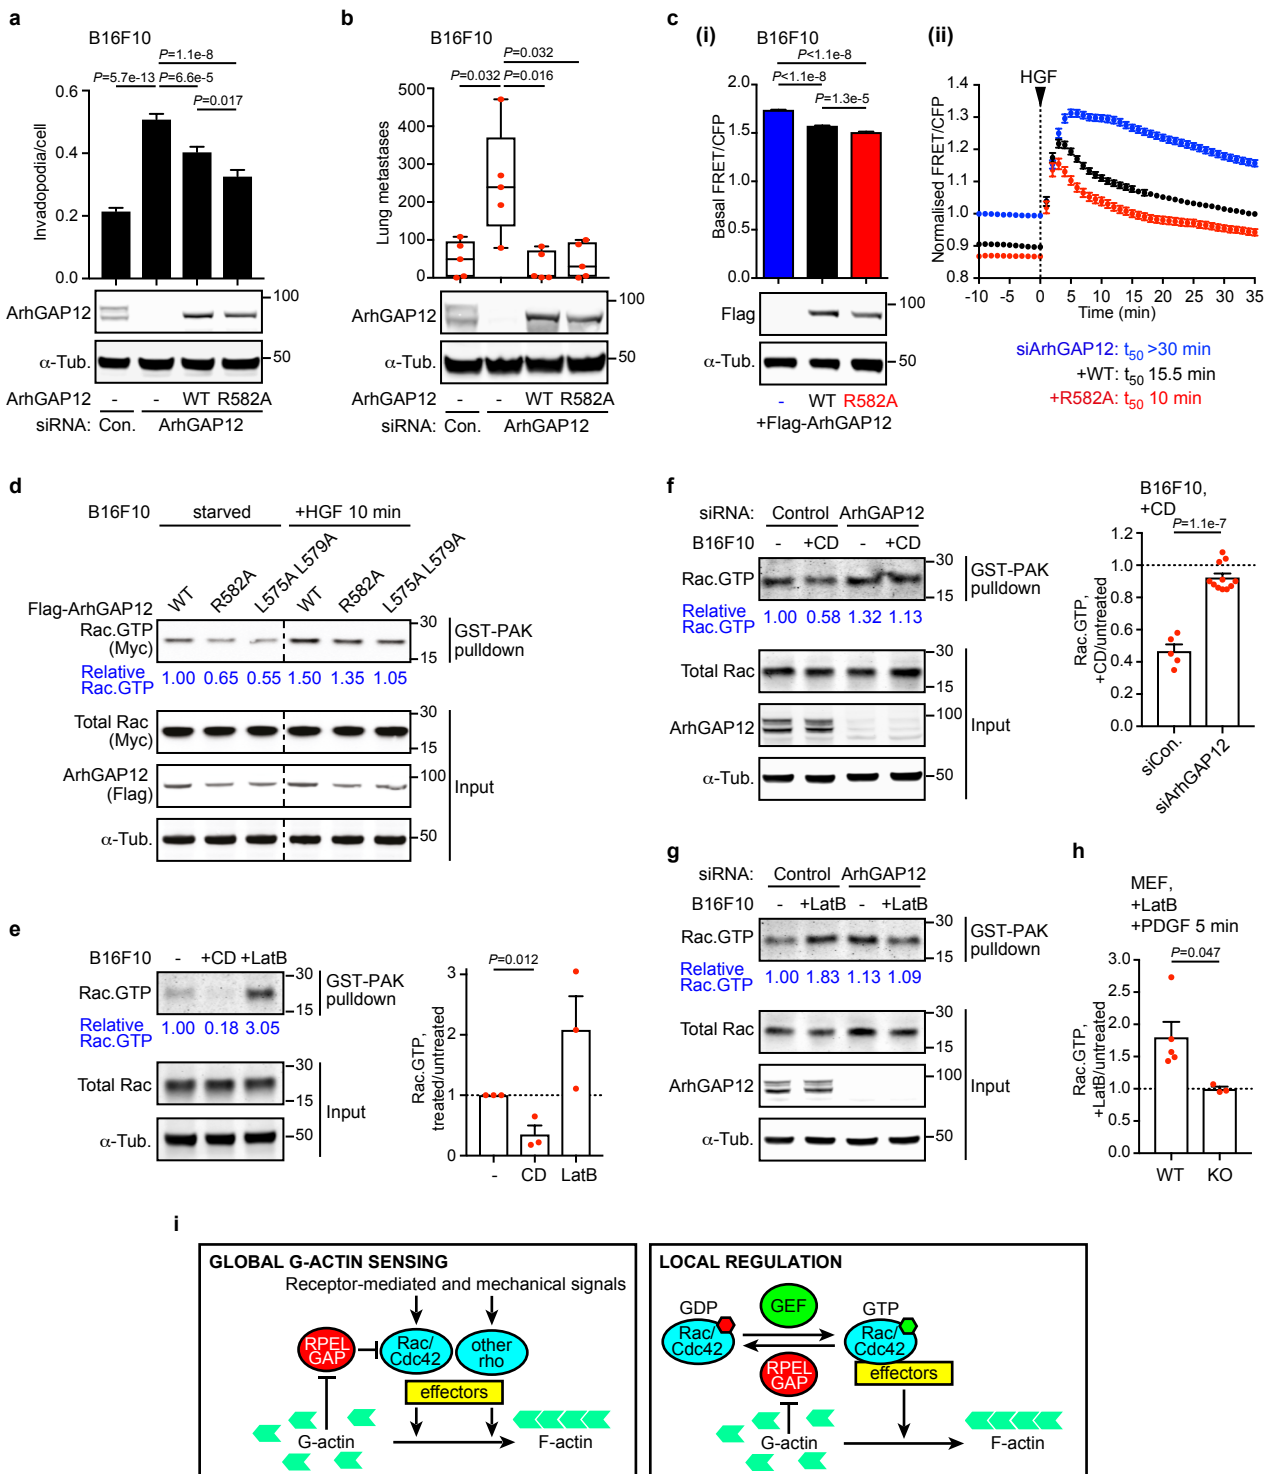 a
B16F10
P=1.1e-8
P=5.7e-13 P=6.6e-5
P=0.017
Invadopodia/cell
0.6
0.4
0.2
0.0
ArhGAP12
100
α-Tub.
50
ArhGAP12 - - WT R582A
siRNA: Con. ArhGAP12
b
B16F10
P=0.032
P=0.032 P=0.016
Lung metastases
500
400
300
200
100
0
ArhGAP12
100
α-Tub.
50
ArhGAP12 - - WT R582A
siRNA: Con. ArhGAP12
c
(i)
B16F10
P<1.1e-8
P<1.1e-8
P=1.3e-5
Basal FRET/CFP
2.0
1.5
1.0
0.5
0.0
Flag
100
α-Tub.
50
- WT R582A
+Flag-ArhGAP12
(ii)
HGF
Normalised FRET/CFP
1.4
1.3
1.2
1.1
1.0
0.9
0.8
-10 -5 0 5 10 15 20 25 30 35
Time (min)
siArhGAP12: t50 >30 min
+WT: t50 15.5 min
+R582A: t50 10 min
d
B16F10 starved +HGF 10 min
Flag-ArhGAP12 WT R582A L575A L579A WT R582A L575A L579A
Rac.GTP
(Myc)
30
15
GST-PAK
pulldown
Relative
Rac.GTP
1.00 0.65 0.55 1.50 1.35 1.05
Total Rac
(Myc)
30
15
ArhGAP12
(Flag)
100
Input
α-Tub.
50
e
B16F10 - +CD +LatB
Rac.GTP
30
15
GST-PAK
pulldown
Relative
Rac.GTP
1.00 0.18 3.05
Total Rac
30
15
Input
α-Tub.
50
P=0.012
Rac.GTP,
treated/untreated
3
2
1
0
- CD LatB
f
siRNA: Control ArhGAP12
B16F10 - +CD - +CD
Rac.GTP
30
15
GST-PAK
pulldown
Relative
Rac.GTP
1.00 0.58 1.32 1.13
Total Rac
30
15
ArhGAP12
100
Input
α-Tub.
50
B16F10,
+CD
P=1.1e-7
Rac.GTP,
+CD/untreated
1.2
1.0
0.8
0.6
0.4
0.2
0.0
siCon.
siArhGAP12
g
siRNA: Control ArhGAP12
B16F10 - +LatB - +LatB
Rac.GTP
30
15
GST-PAK
pulldown
Relative
Rac.GTP
1.00 1.83 1.13 1.09
Total Rac
30
15
ArhGAP12
100
Input
α-Tub.
50
h
MEF,
+LatB
+PDGF 5 min
P=0.047
Rac.GTP,
+LatB/untreated
3.0
2.0
1.5
1.0
0.5
0.0
WT KO
i
GLOBAL G-ACTIN SENSING
Receptor-mediated and mechanical signals
RPEL
GAP
Rac/
Cdc42
other
rho
effectors
G-actin
F-actin
LOCAL REGULATION
GDP
GEF
GTP
Rac/
Cdc42
Rac/
Cdc42
RPEL
GAP
effectors
G-actin
F-actin